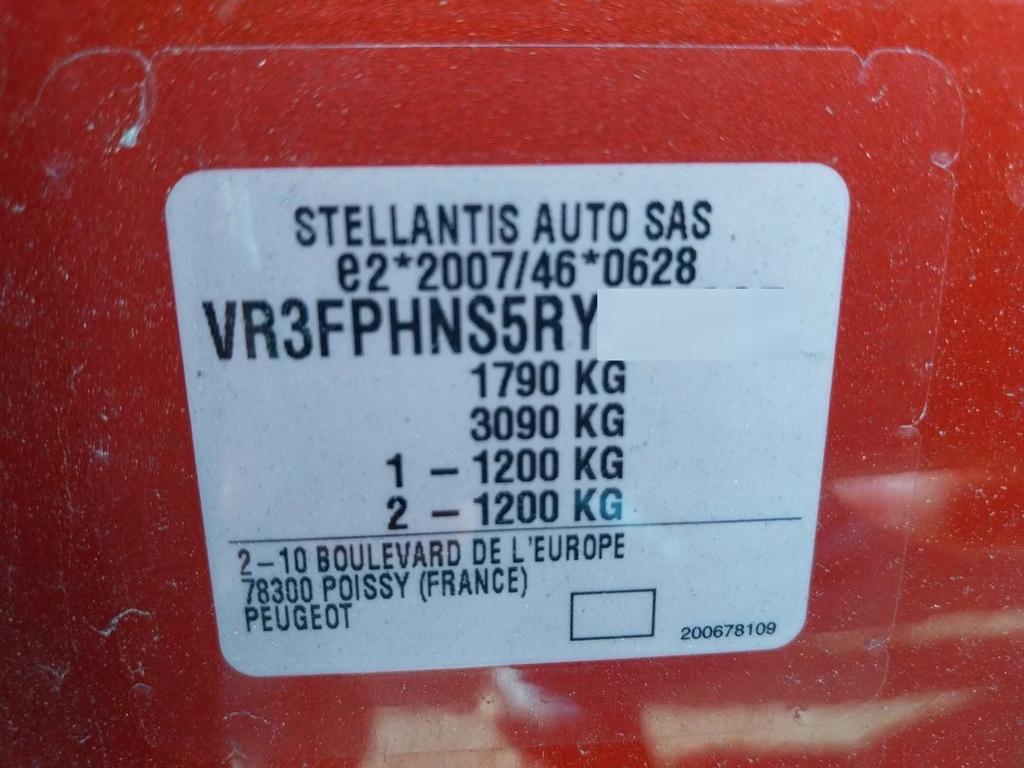 STELLANTIS AUTO SAS
e2*2007/46*0628
VR3FPHNS5RY
1790 KG
3090 KG
1 – 1200 KG
2 – 1200 KG
2–10 BOULEVARD DE L'EUROPE
78300 POISSY (FRANCE)
PEUGEOT
200678109